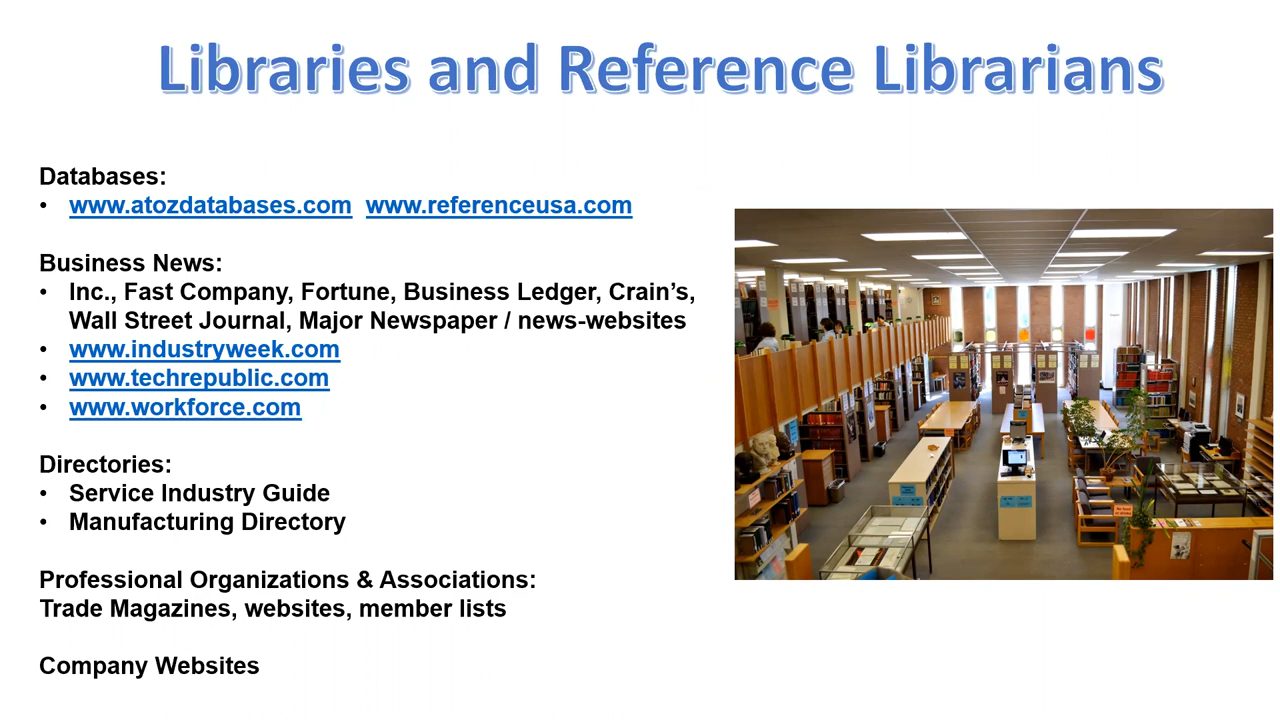 Libraries and Reference Librarians
Databases:
• www.atozdatabases.com www.referenceusa.com
Business News:
• Inc., Fast Company, Fortune, Business Ledger, Crain’s,
Wall Street Journal, Major Newspaper / news-websites
• www.industryweek.com
• www.techrepublic.com
• www.workforce.com
Directories:
• Service Industry Guide
• Manufacturing Directory
Professional Organizations & Associations:
Trade Magazines, websites, member lists
Company Websites